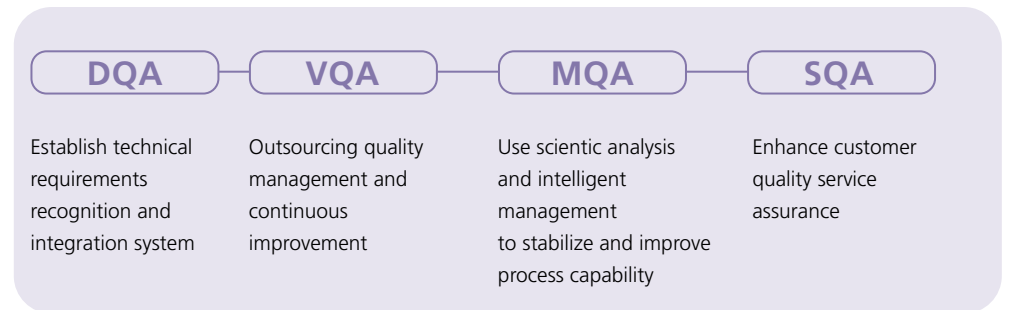 DQA
VQA
MQA
SQA
Establish technical
requirements
recognition and
integration system
Outsourcing quality
management and
continuous
improvement
Use scientic analysis
and intelligent
management
to stabilize and improve
process capability
Enhance customer
quality service
assurance